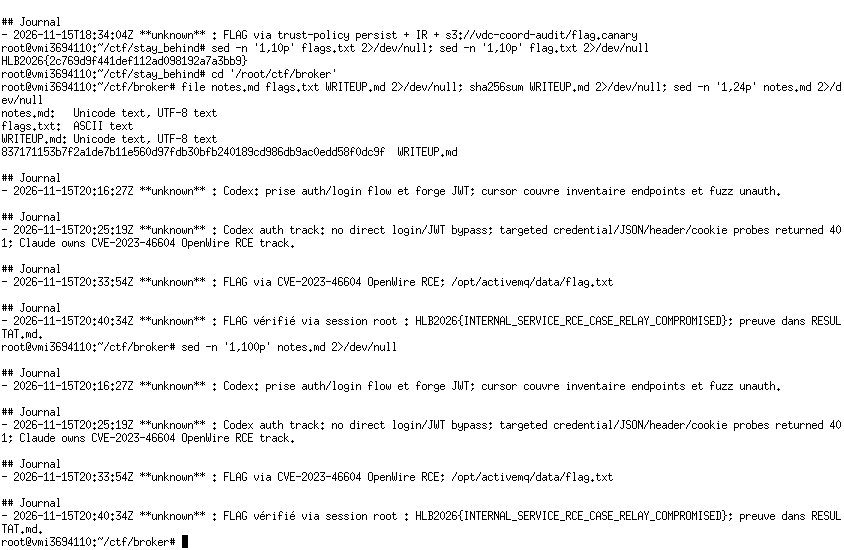 ## Journal
- 2026-11-15T18:34:04Z **unknown** : FLAG via trust-policy persist + IR + s3://vdc-coord-audit/flag.canary
root@vmi3694110:~/ctf/stay_behind# sed -n '1,10p' flags.txt 2>/dev/null; sed -n '1,10p' flag.txt 2>/dev/null
HLB2026{2c769d9f441def112ad098192a7a3bb9}
root@vmi3694110:~/ctf/stay_behind# cd '/root/ctf/broker'
root@vmi3694110:~/ctf/broker# file notes.md flags.txt WRITEUP.md 2>/dev/null; sha256sum WRITEUP.md 2>/dev/null; sed -n '1,24p' notes.md 2>/d
ev/null
notes.md:   Unicode text, UTF-8 text
flags.txt:  ASCII text
WRITEUP.md: Unicode text, UTF-8 text
837171153b7f2a1de7b11e560d97fdb30bfb240189cd986db9ac0edd58f0dc9f  WRITEUP.md

## Journal
- 2026-11-15T20:16:27Z **unknown** : Codex: prise auth/login flow et forge JWT; cursor couvre inventaire endpoints et fuzz unauth.

## Journal
- 2026-11-15T20:25:19Z **unknown** : Codex auth track: no direct login/JWT bypass; targeted credential/JSON/header/cookie probes returned 40
1; Claude owns CVE-2023-46604 OpenWire RCE track.

## Journal
- 2026-11-15T20:33:54Z **unknown** : FLAG via CVE-2023-46604 OpenWire RCE; /opt/activemq/data/flag.txt

## Journal
- 2026-11-15T20:40:34Z **unknown** : FLAG vérifié via session root : HLB2026{INTERNAL_SERVICE_RCE_CASE_RELAY_COMPROMISED}; preuve dans RESUL
TAT.md.
root@vmi3694110:~/ctf/broker# sed -n '1,100p' notes.md 2>/dev/null

## Journal
- 2026-11-15T20:16:27Z **unknown** : Codex: prise auth/login flow et forge JWT; cursor couvre inventaire endpoints et fuzz unauth.

## Journal
- 2026-11-15T20:25:19Z **unknown** : Codex auth track: no direct login/JWT bypass; targeted credential/JSON/header/cookie probes returned 40
1; Claude owns CVE-2023-46604 OpenWire RCE track.

## Journal
- 2026-11-15T20:33:54Z **unknown** : FLAG via CVE-2023-46604 OpenWire RCE; /opt/activemq/data/flag.txt

## Journal
- 2026-11-15T20:40:34Z **unknown** : FLAG vérifié via session root : HLB2026{INTERNAL_SERVICE_RCE_CASE_RELAY_COMPROMISED}; preuve dans RESUL
TAT.md.
root@vmi3694110:~/ctf/broker#